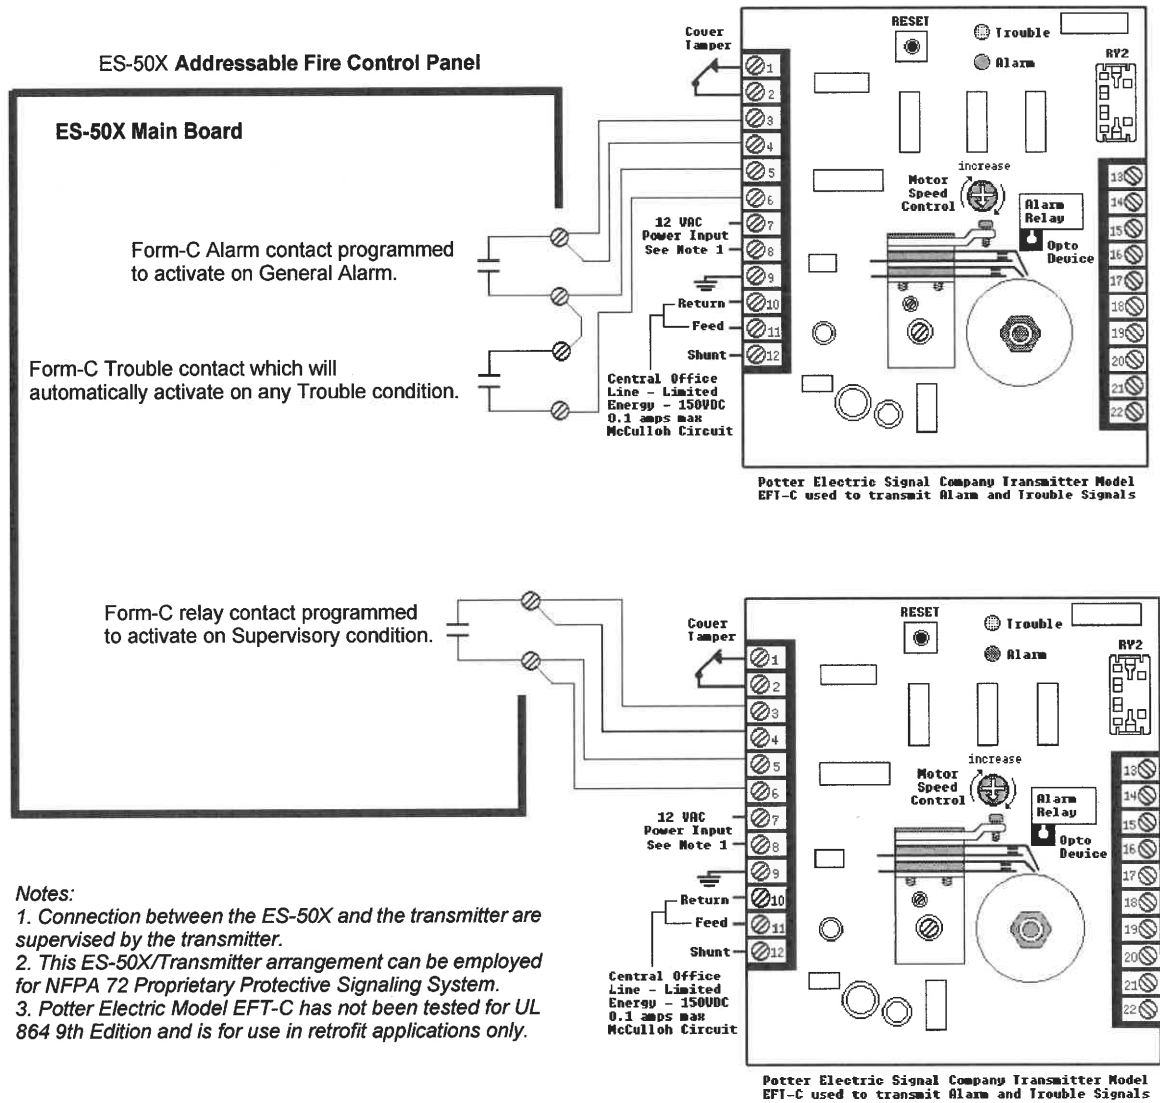 ES-50X Addressable Fire Control Panel
ES-50X Main Board
Form-C Alarm contact programmed
to activate on General Alarm.
Form-C Trouble contact which will
automatically activate on any Trouble condition.
Cover
Tamper
1
2
3
4
5
6
12 VAC
Power Input
See Note 1
7
8
9
Return
10
Feed
11
Shunt
12
Central Office
Line - Limited
Energy - 150VDC
0.1 amps max
McCulloh Circuit
RESET
Trouble
Alarm
RY2
increase
Motor
Speed
Control
Alarm
Relay
Opto
Device
13
14
15
16
17
18
19
20
21
22
Potter Electric Signal Company Transmitter Model
EFT-C used to transmit Alarm and Trouble Signals
Form-C relay contact programmed
to activate on Supervisory condition.
Cover
Tamper
1
2
3
4
5
6
12 VAC
Power Input
See Note 1
7
8
9
Return
10
Feed
11
Shunt
12
Central Office
Line - Limited
Energy - 150VDC
0.1 amps max
McCulloh Circuit
RESET
Trouble
Alarm
RY2
increase
Motor
Speed
Control
Alarm
Relay
Opto
Device
13
14
15
16
17
18
19
20
21
22
Potter Electric Signal Company Transmitter Model
EFT-C used to transmit Alarm and Trouble Signals
Notes:
1. Connection between the ES-50X and the transmitter are
supervised by the transmitter.
2. This ES-50X/Transmitter arrangement can be employed
for NFPA 72 Proprietary Protective Signaling System.
3. Potter Electric Model EFT-C has not been tested for UL
864 9th Edition and is for use in retrofit applications only.